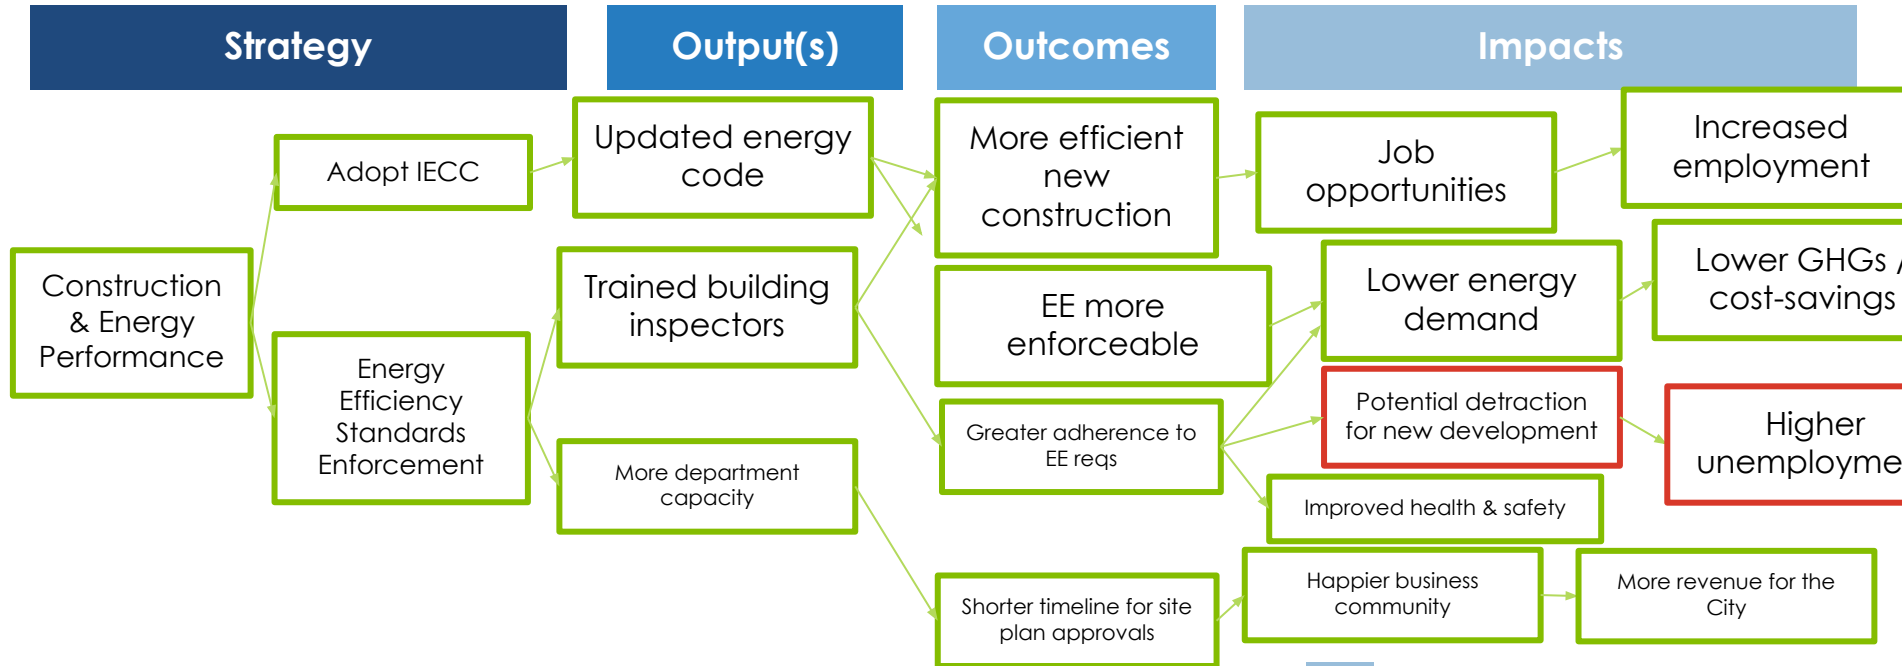 Strategy
Output(s)
Outcomes
Impacts
Construction
& Energy
Performance
Adopt IECC
Energy
Efficiency
Standards
Enforcement
Updated energy
code
Trained building
inspectors
More department
capacity
More efficient
new
construction
EE more
enforceable
Greater adherence to
EE reqs
Shorter timeline for site
plan approvals
Job
opportunities
Lower energy
demand
Potential detraction
for new development
Improved health & safety
Happier business
community
Increased
employment
Lower GHGs /
cost-savings
Higher
unemployme
More revenue for the
City